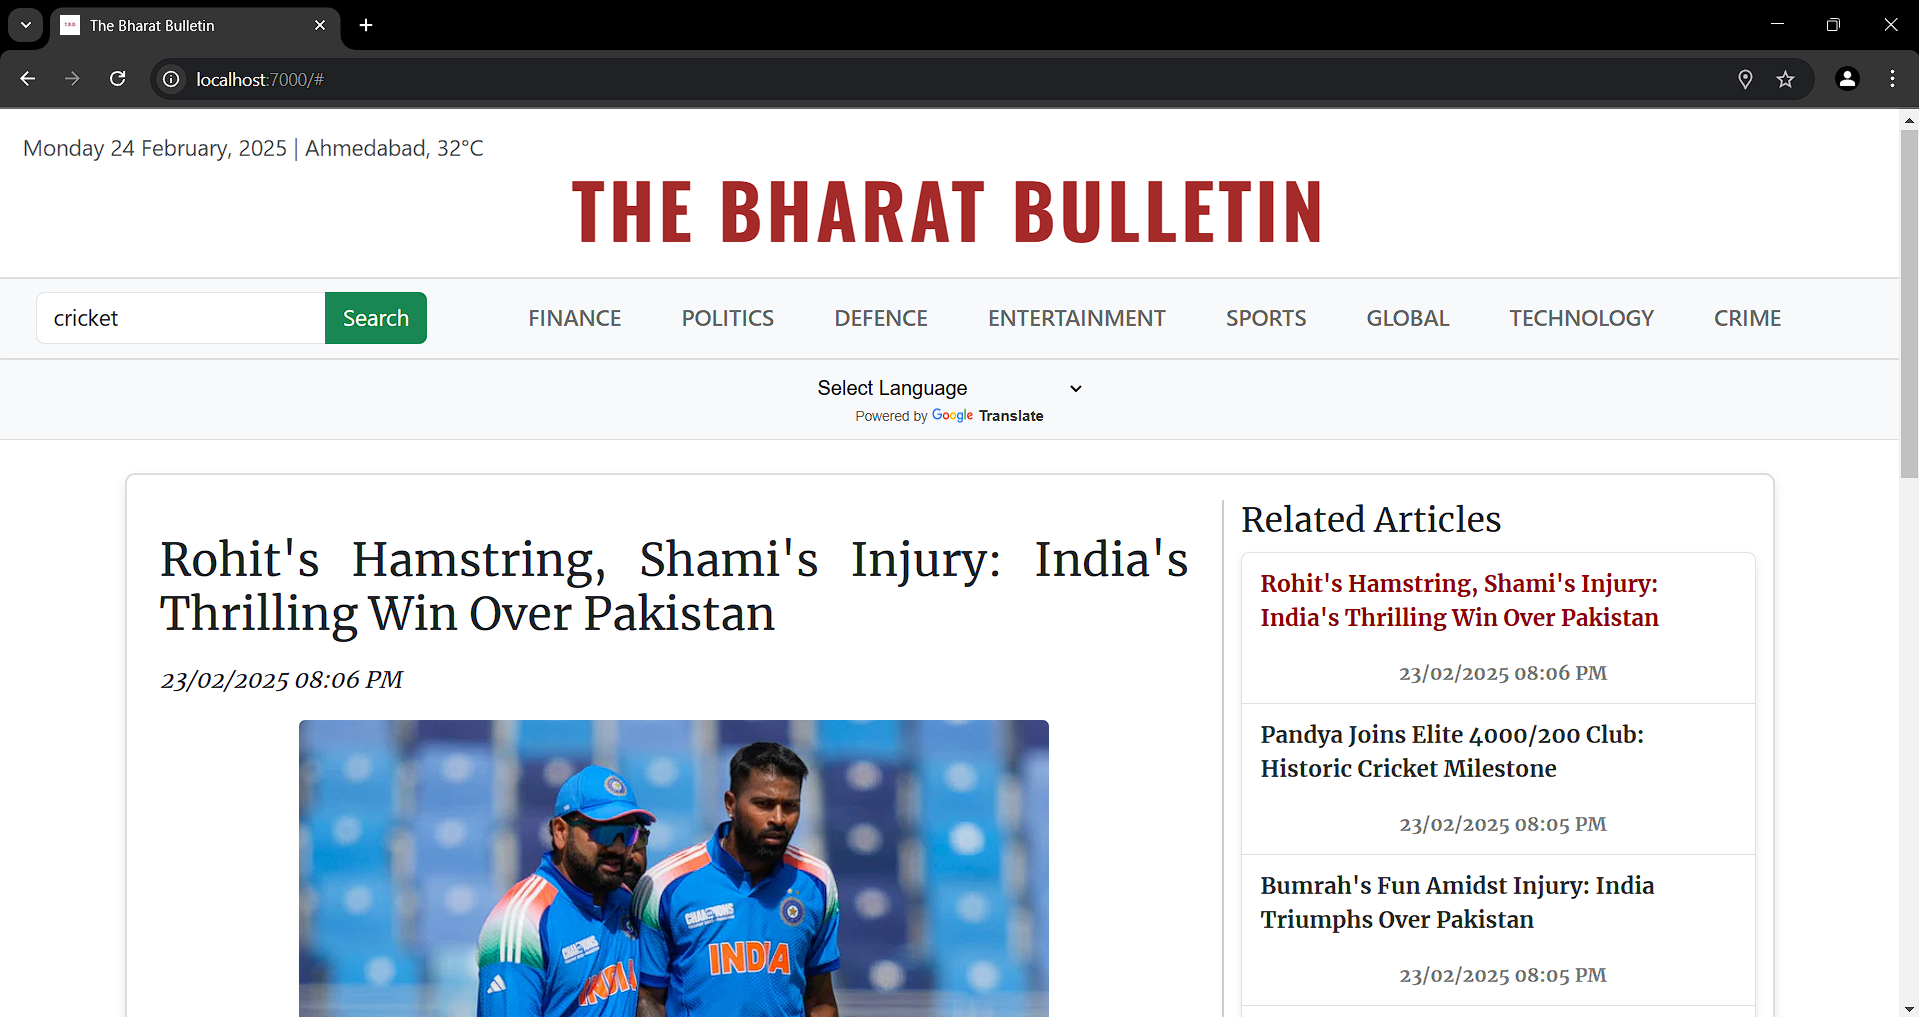 The Bharat Bulletin
localhost:7000/#
Monday 24 February, 2025 | Ahmedabad, 32°C
THE BHARAT BULLETIN
cricket
Search
FINANCE
POLITICS
DEFENCE
ENTERTAINMENT
SPORTS
GLOBAL
TECHNOLOGY
CRIME
Select Language
Powered by Google Translate
Rohit's Hamstring, Shami's Injury: India's
Thrilling Win Over Pakistan
23/02/2025 08:06 PM
CHAMPIONS
INDIA
CHAMPIONS
INDIA
Related Articles
Rohit's Hamstring, Shami's Injury:
India's Thrilling Win Over Pakistan
23/02/2025 08:06 PM
Pandya Joins Elite 4000/200 Club:
Historic Cricket Milestone
23/02/2025 08:05 PM
Bumrah's Fun Amidst Injury: India
Triumphs Over Pakistan
23/02/2025 08:05 PM